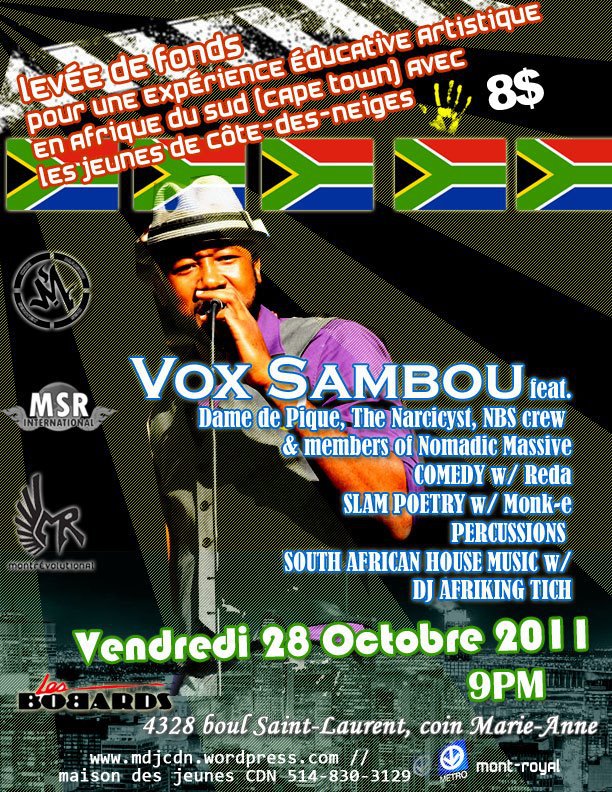 levée de fonds
pour une expérience éducative artistique
en Afrique du sud (cape town) avec
les jeunes de côte-des-neiges
8$
MSR
INTERNATIONAL
MR
montrévolutional
VOX SAMBOU feat.
Dame de Pique, The Narcicyst, NBS crew
& members of Nomadic Massive
COMEDY w/ Reda
SLAM POETRY w/ Monk-e
PERCUSSIONS
SOUTH AFRICAN HOUSE MUSIC w/
DJ AFRIKING TICH
Vendredi 28 Octobre 2011
9PM
Les
BOBARDS
4328 boul Saint-Laurent, coin Marie-Anne
www.mdjcdn.wordpress.com //
maison des jeunes CDN 514-830-3129
METRO mont-royal